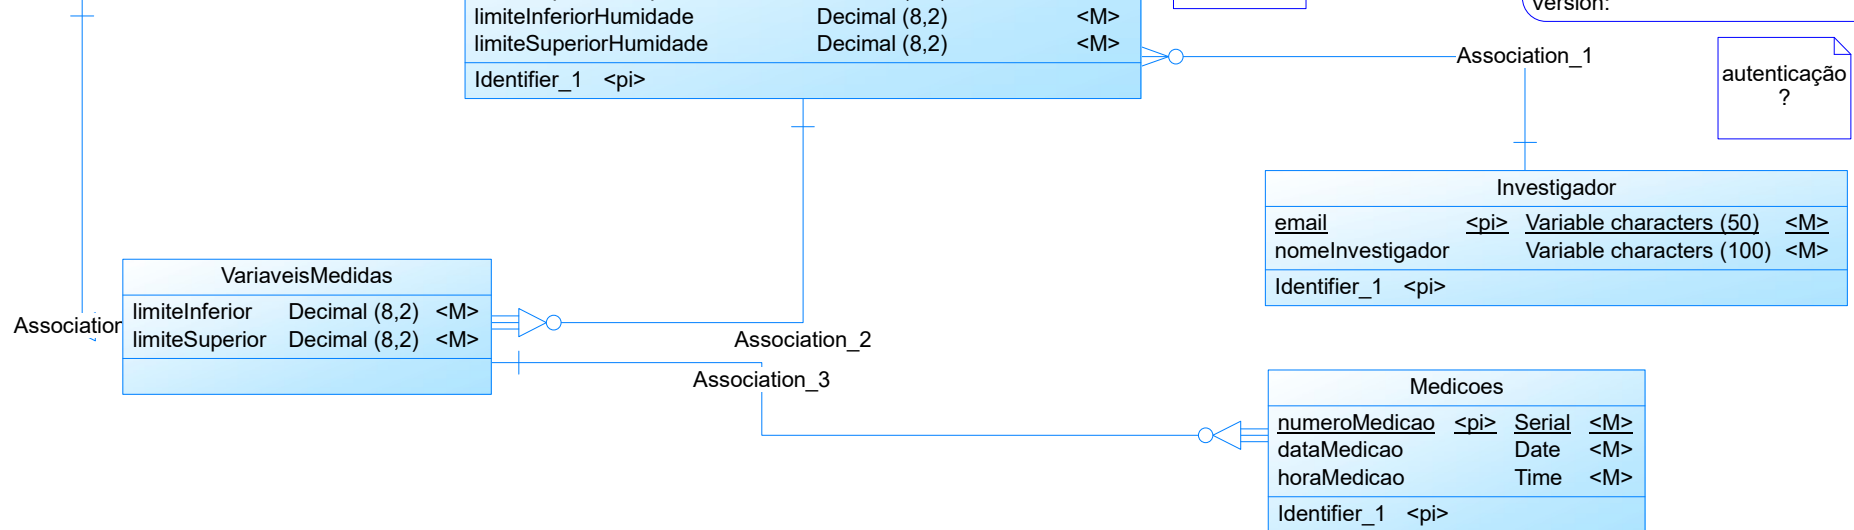 limiteInferiorHumidade Decimal (8,2) <M>
limiteSuperiorHumidade Decimal (8,2) <M>
Identifier_1 <pi>
version:
Association_1
autenticação
?
Investigador
email <pi> Variable characters (50) <M>
nomeInvestigador Variable characters (100) <M>
Identifier_1 <pi>
VariaveisMedidas
limiteInferior Decimal (8,2) <M>
limiteSuperior Decimal (8,2) <M>
Association
Association_2
Association_3
Medicoes
numeroMedicao <pi> Serial <M>
dataMedicao Date <M>
horaMedicao Time <M>
Identifier_1 <pi>